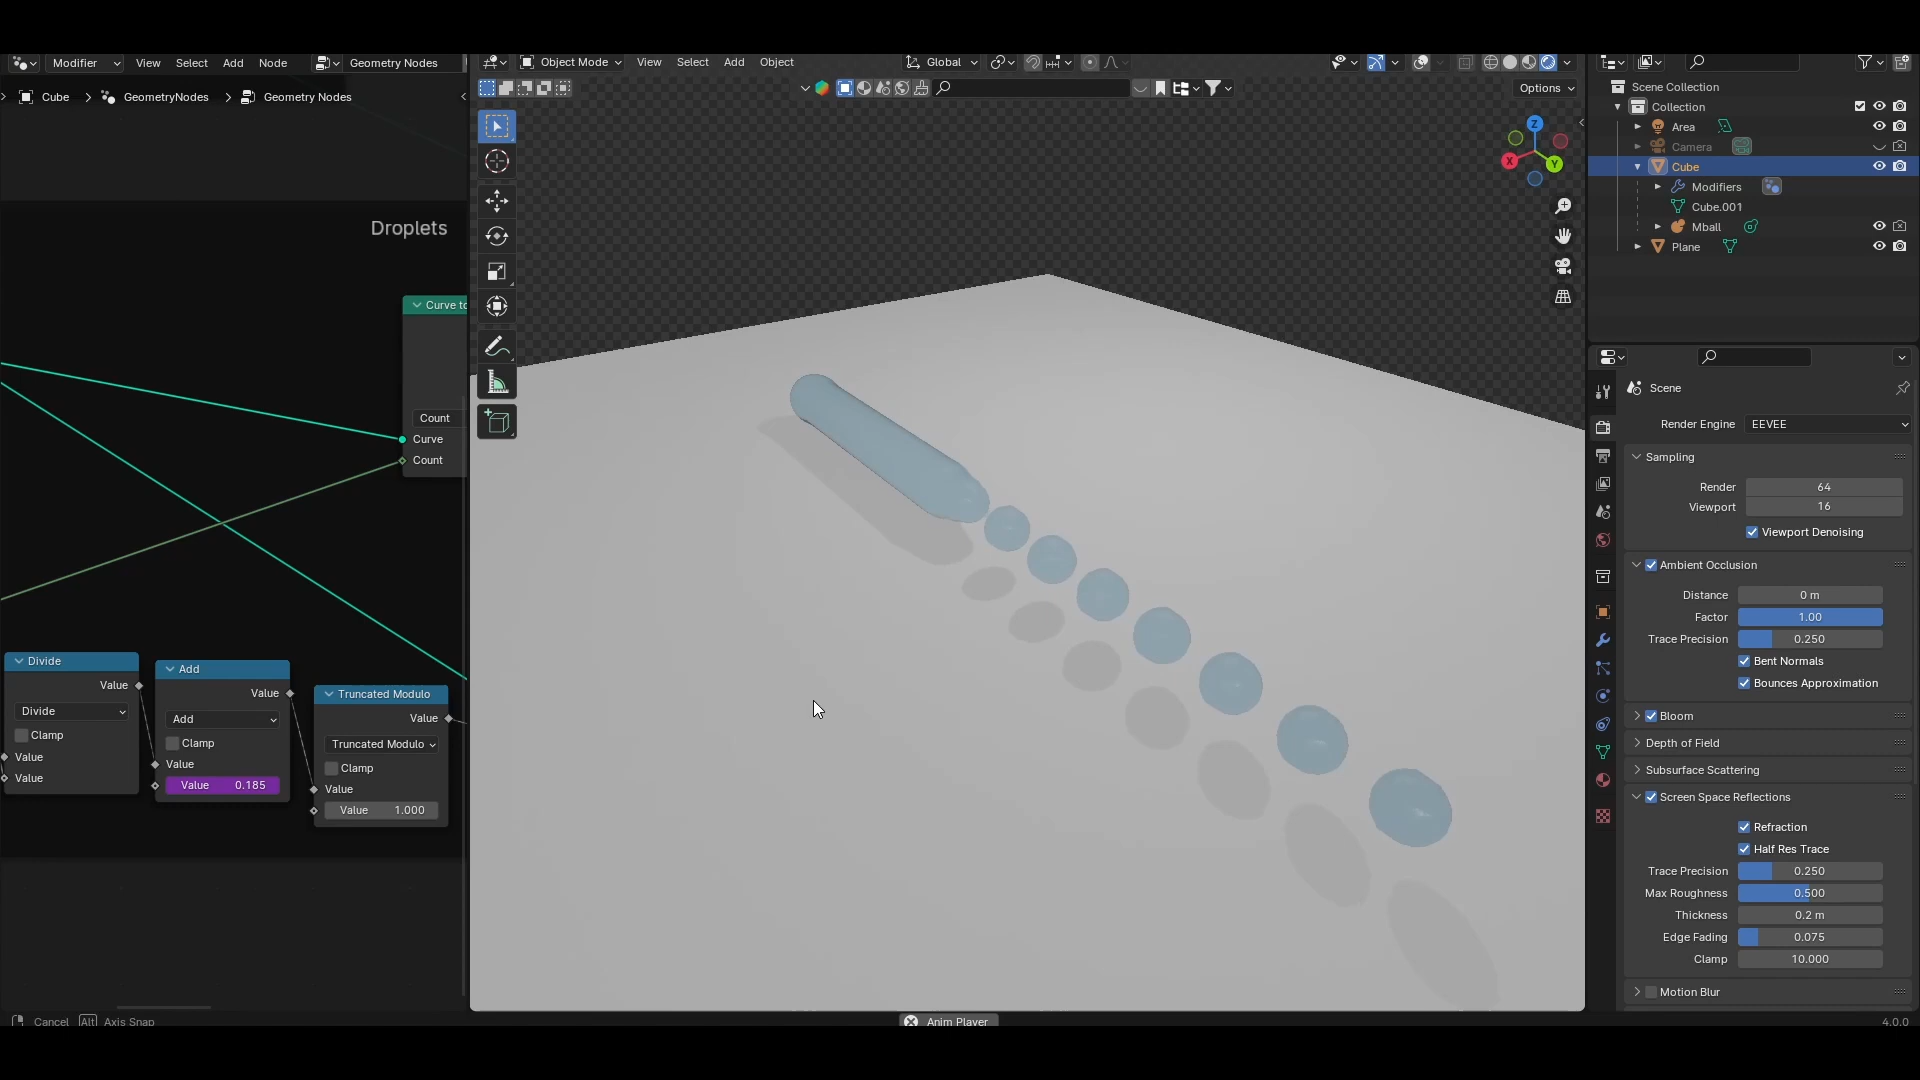 Modifier View Select Add Node Geometry Nodes
Cube GeometryNodes Geometry Nodes
Droplets
Curve to
Count
Curve
Count
Divide
Value
Divide
Clamp
Value
Value
Add
Value
Add
Clamp
Value
Value 0.185
Truncated Modulo
Value
Truncated Modulo
Clamp
Value
Value 1.000
Object Mode View Select Add Object Global
Options
Z
X
Y
Scene Collection
Collection
Area
Camera
Cube
Modifiers
Cube.001
Mball
Plane
Scene
Render Engine EEVEE
Sampling
Render 64
Viewport 16
Viewport Denoising
Ambient Occlusion
Distance 0 m
Factor 1.00
Trace Precision 0.250
Bent Normals
Bounces Approximation
Bloom
Depth of Field
Subsurface Scattering
Screen Space Reflections
Refraction
Half Res Trace
Trace Precision 0.250
Max Roughness 0.500
Thickness 0.2 m
Edge Fading 0.075
Clamp 10.000
Motion Blur
Cancel Alt Axis Snap
Anim Player
4.0.0